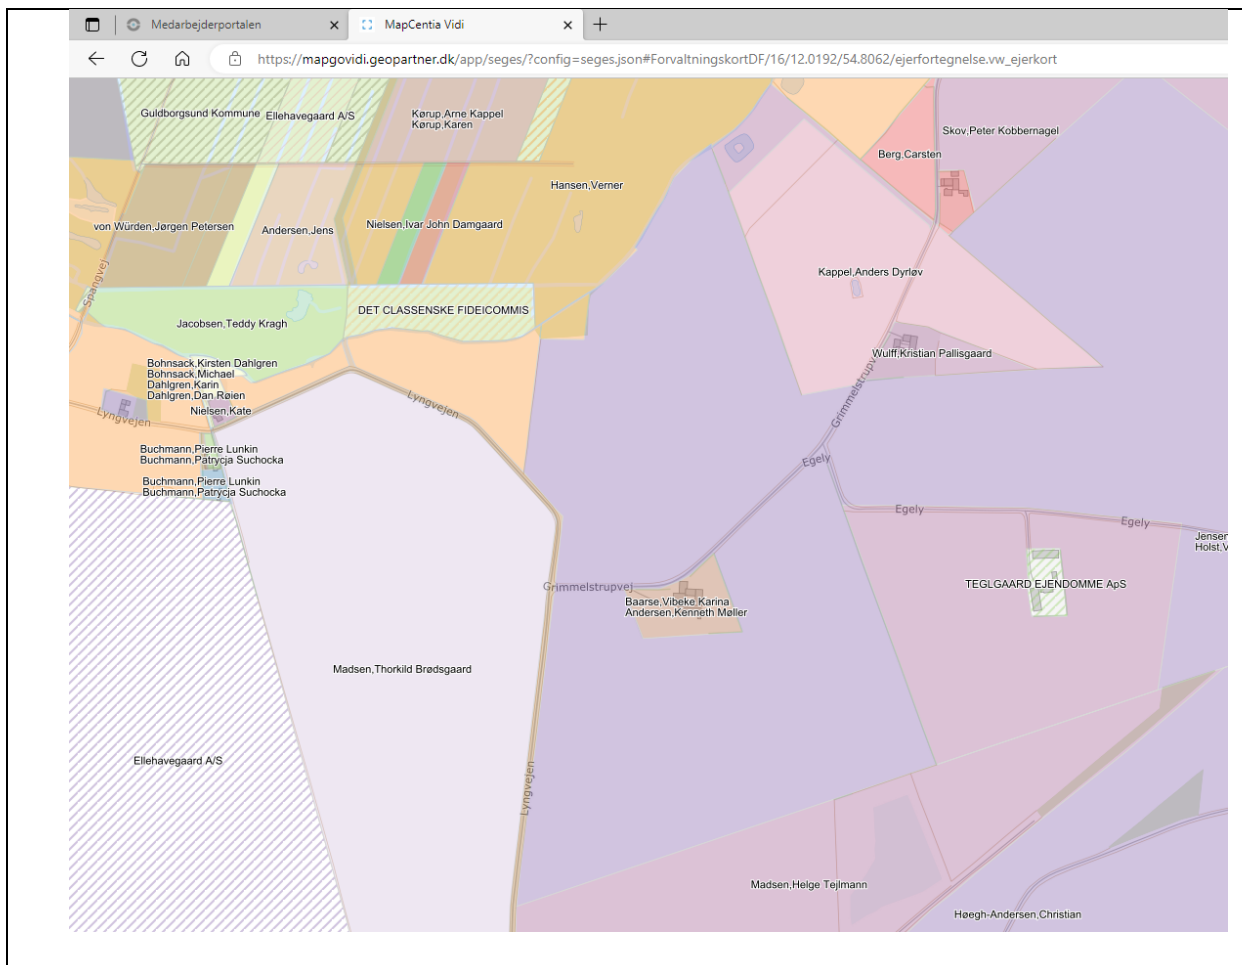 Medarbejderportalen
MapCentia Vidi
https://mapgovidi.geopartner.dk/app/seges/?config=seges.json#ForvaltningskortDF/16/12.0192/54.8062/ejerfortegnelse.vw_ejerkort
Guldborgsund Kommune
Ellehavegaard A/S
Kørup,Arne Kappel
Kørup,Karen
Skov,Peter Kobbernagel
Berg,Carsten
Hansen,Verner
von Würden,Jørgen Petersen
Andersen,Jens
Nielsen,Ivar John Damgaard
Spangvej
Kappel,Anders Dyrløv
Jacobsen,Teddy Kragh
DET CLASSENSKE FIDEICOMMIS
Wulff,Kristian Pallisgaard
Bohnsack,Kirsten Dahlgren
Bohnsack,Michael
Dahlgren,Karin
Dahlgren,Dan Røien
Nielsen,Kate
Lyngvejen
Lyngvejen
Grimmelstrupvej
Buchmann,Pierre Lunkin
Buchmann,Patrycja Suchocka
Egely
Buchmann,Pierre Lunkin
Buchmann,Patrycja Suchocka
Egely
Egely
Jensen
Holst,V
Grimmelstrupvej
TEGLGAARD EJENDOMME ApS
Baarse,Vibeke Karina
Andersen,Kenneth Møller
Madsen,Thorkild Brødsgaard
Ellehavegaard A/S
Lyngvejen
Madsen,Helge Tejlmann
Høegh-Andersen,Christian